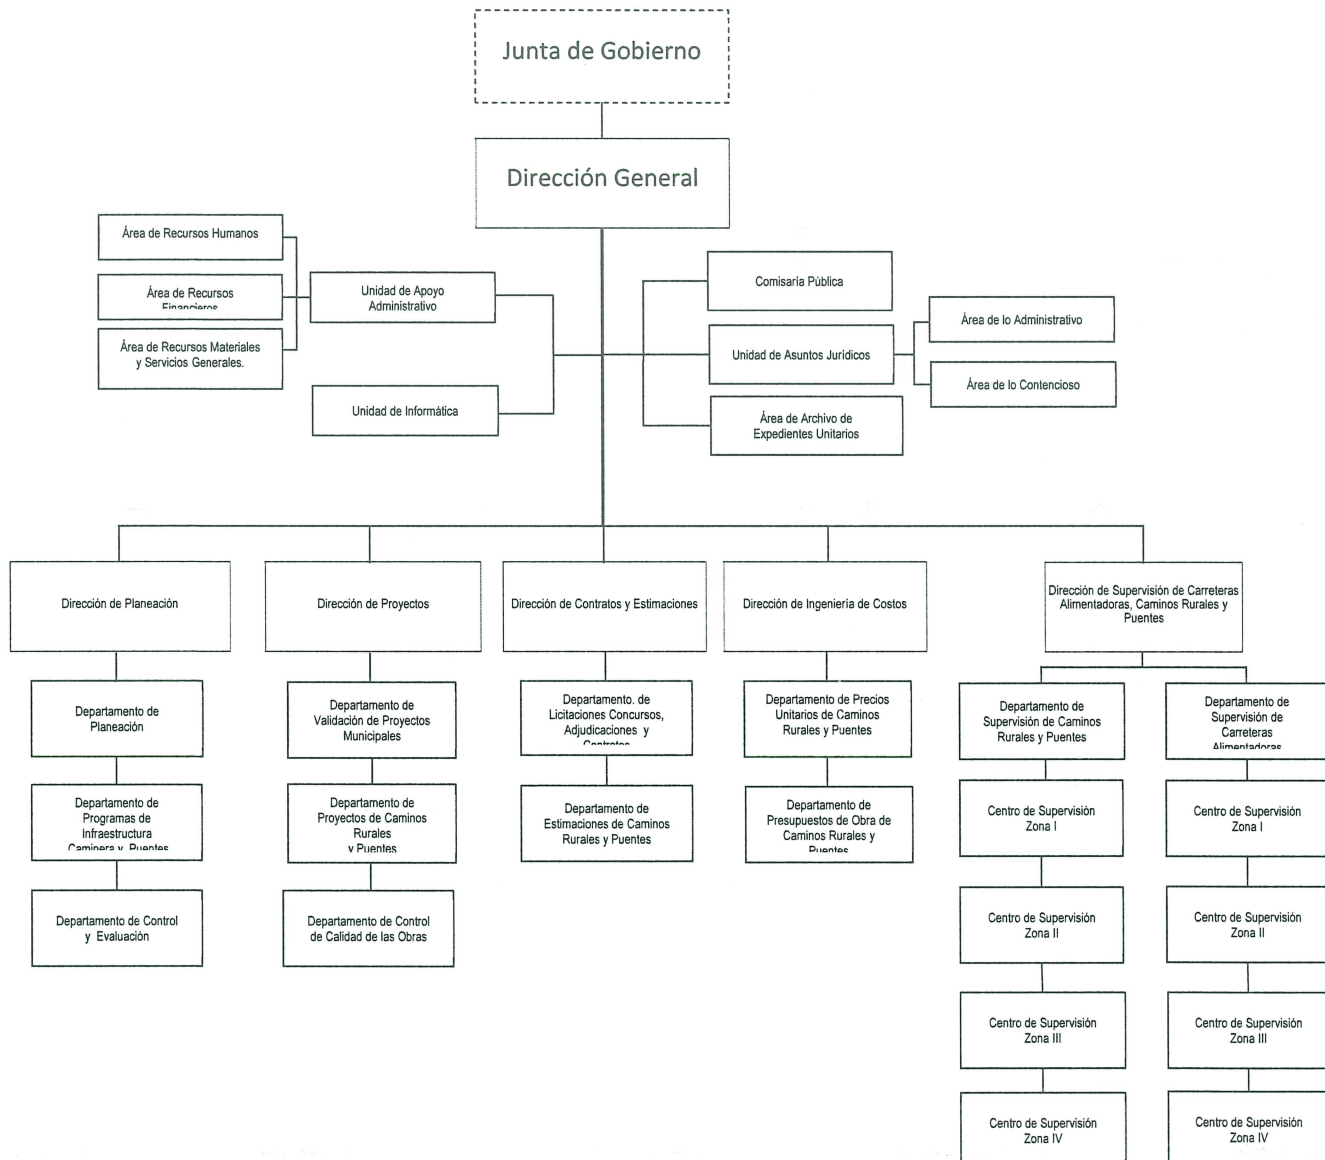 Junta de Gobierno
Dirección General
Área de Recursos Humanos
Área de Recursos
Financieros
Área de Recursos Materiales
y Servicios Generales.
Unidad de Apoyo
Administrativo
Unidad de Informática
Comisaría Pública
Unidad de Asuntos Jurídicos
Área de Archivo de
Expedientes Unitarios
Área de lo Administrativo
Área de lo Contencioso
Dirección de Planeación
Dirección de Proyectos
Dirección de Contratos y Estimaciones
Dirección de Ingeniería de Costos
Dirección de Supervisión de Carreteras
Alimentadoras, Caminos Rurales y
Puentes
Departamento de
Planeación
Departamento de
Programas de
Infraestructura
Caminera y Puentes
Departamento de Control
y Evaluación
Departamento de
Validación de Proyectos
Municipales
Departamento de
Proyectos de Caminos
Rurales
y Puentes
Departamento de Control
de Calidad de las Obras
Departamento. de
Licitaciones Concursos,
Adjudicaciones y
Contratos
Departamento de
Estimaciones de Caminos
Rurales y Puentes
Departamento de Precios
Unitarios de Caminos
Rurales y Puentes
Departamento de
Presupuestos de Obra de
Caminos Rurales y
Puentes
Departamento de
Supervisión de Caminos
Rurales y Puentes
Centro de Supervisión
Zona I
Centro de Supervisión
Zona II
Centro de Supervisión
Zona III
Centro de Supervisión
Zona IV
Departamento de
Supervisión de
Carreteras
Alimentadoras
Centro de Supervisión
Zona I
Centro de Supervisión
Zona II
Centro de Supervisión
Zona III
Centro de Supervisión
Zona IV